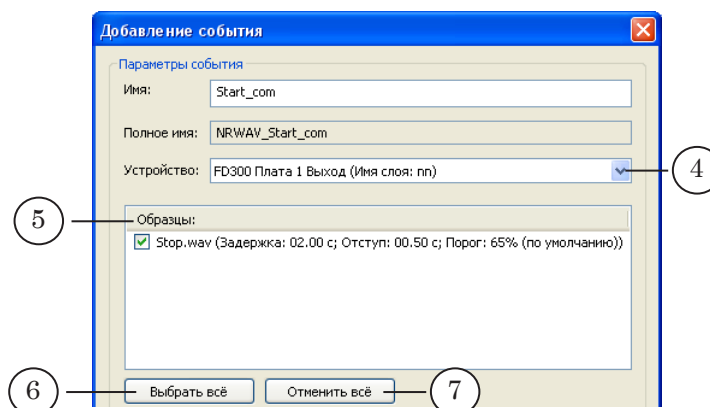 Добавление события
Параметры события
Имя: Start_com
Полное имя: NRWAV_Start_com
Устройство: FD300 Плата 1 Выход (Имя слоя: nn) 4
5 Образцы:
Stop.wav (Задержка: 02.00 с; Отступ: 00.50 с; Порог: 65% (по умолчанию))
6 Выбрать всё Отменить всё 7